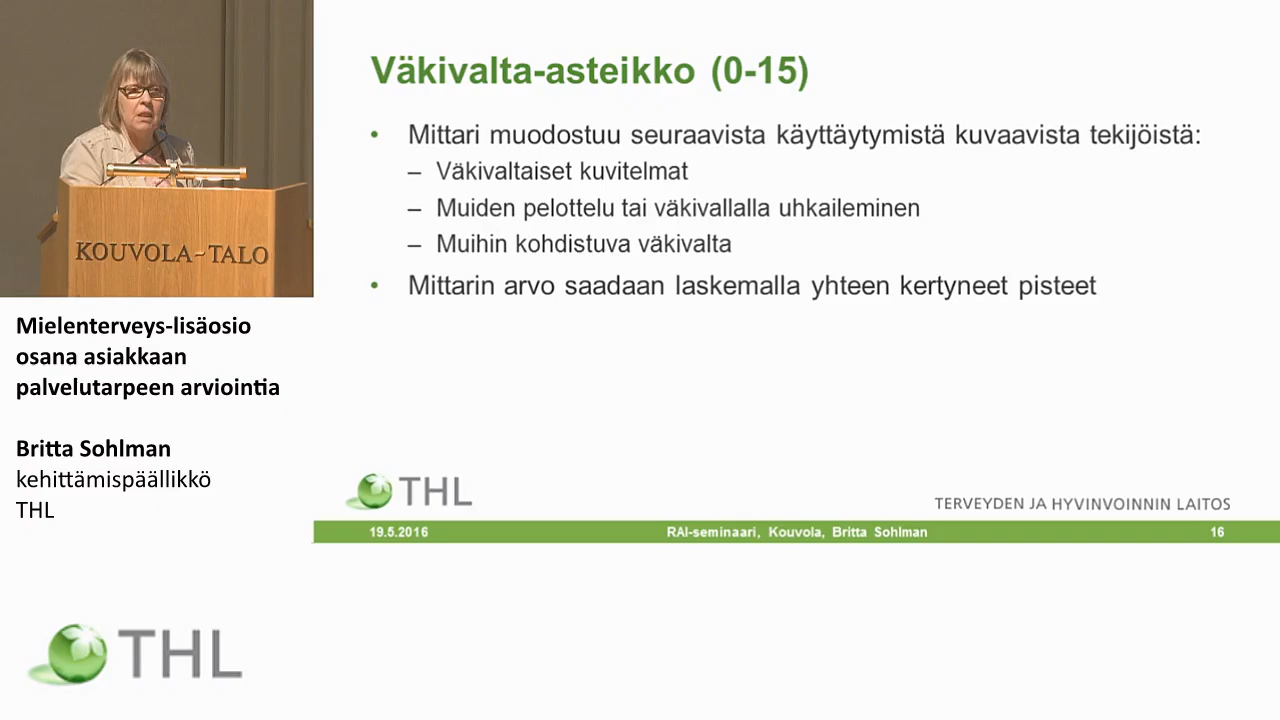 KOUVOLA-TALO
Mielenterveys-lisäosio
osana asiakkaan
palvelutarpeen arviointia
Britta Sohlman
kehittämispäällikkö
THL
THL
Väkivalta-asteikko (0-15)
• Mittari muodostuu seuraavista käyttäytymistä kuvaavista tekijöistä:
– Väkivaltaiset kuvitelmat
– Muiden pelottelu tai väkivallalla uhkaileminen
– Muihin kohdistuva väkivalta
• Mittarin arvo saadaan laskemalla yhteen kertyneet pisteet
THL
TERVEYDEN JA HYVINVOINNIN LAITOS
19.5.2016 RAI-seminaari, Kouvola, Britta Sohlman 16